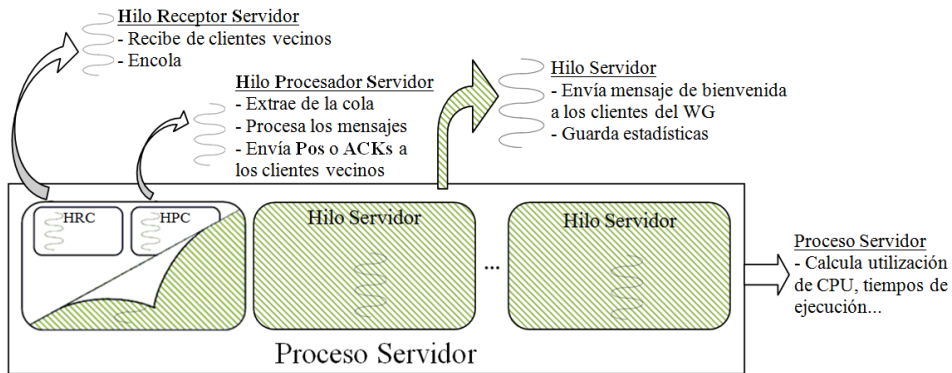 Hilo Receptor Servidor
- Recibe de clientes vecinos
- Encola
Hilo Procesador Servidor
- Extrae de la cola
- Procesa los mensajes
- Envía Pos o ACKs a
los clientes vecinos
Hilo Servidor
- Envía mensaje de bienvenida
a los clientes del WG
- Guarda estadísticas
HRC
HPC
Hilo Servidor
...
Hilo Servidor
Proceso Servidor
- Calcula utilización
de CPU, tiempos de
ejecución...
Proceso Servidor